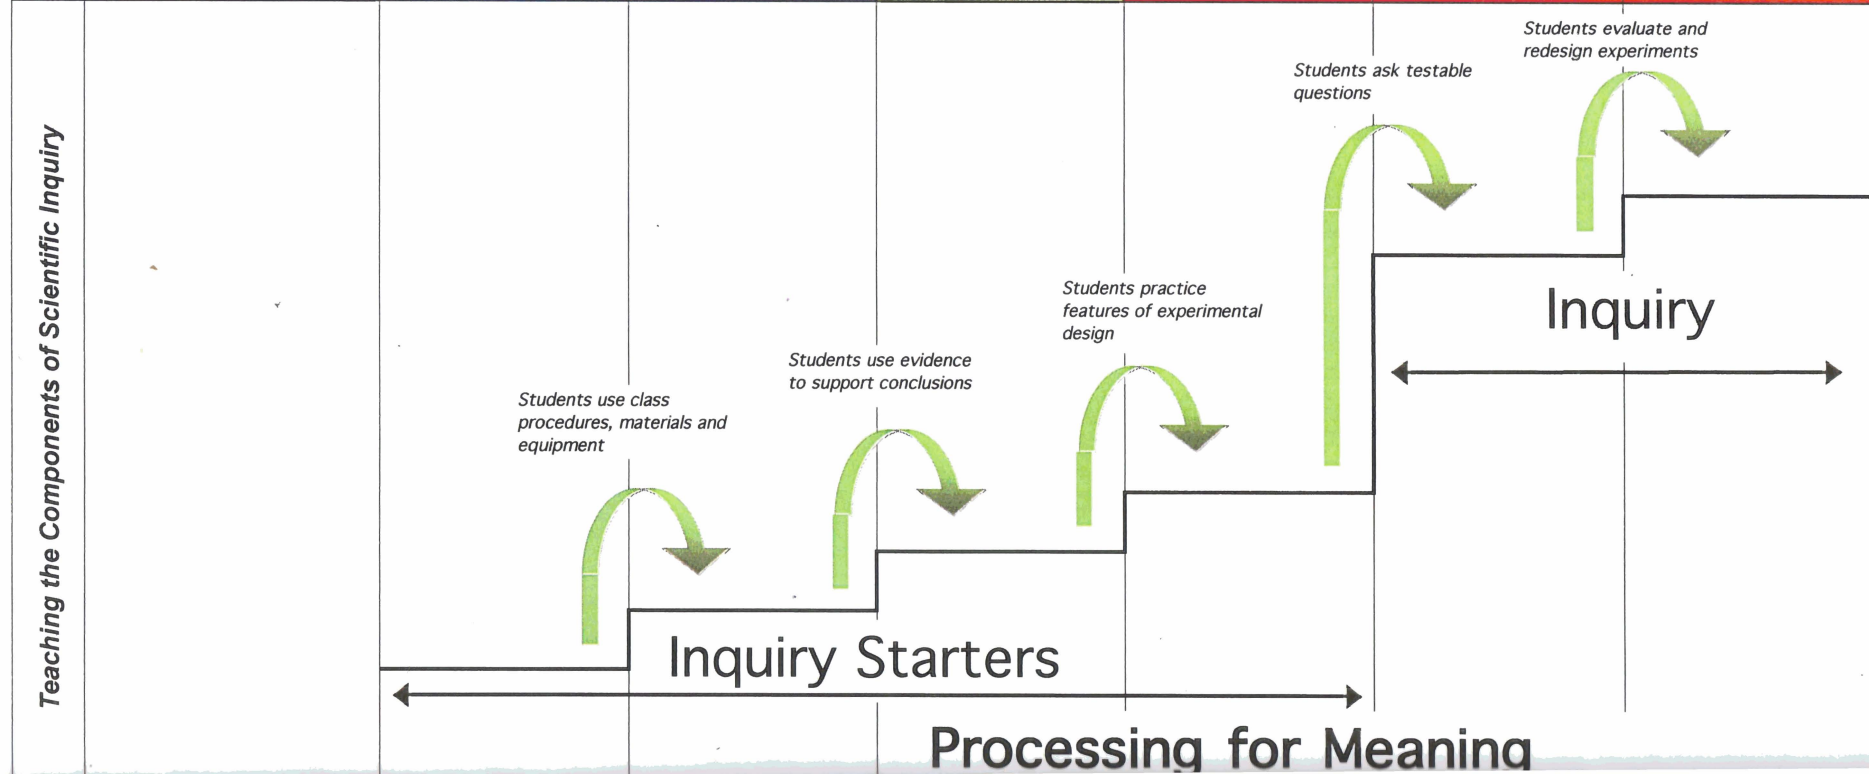 Teaching the Components of Scientific Inquiry
Students evaluate and
redesign experiments
Students ask testable
questions
Students practice
features of experimental
design
Students use evidence
to support conclusions
Students use class
procedures, materials and
equipment
Inquiry
Inquiry Starters
Processing for Meaning